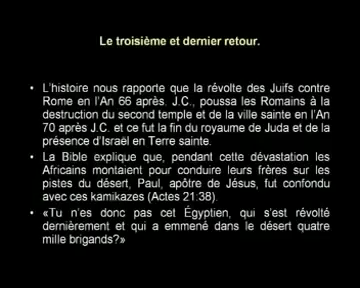 Le troisième et dernier retour.
• L'histoire nous rapporte que la révolte des Juifs contre
Rome en l'An 66 après. J.C., poussa les Romains à la
destruction du second temple et de la ville sainte en l'An
70 après J.C. et ce fut la fin du royaume de Juda et de la
présence d'Israël en Terre sainte.
• La Bible explique que, pendant cette dévastation les
Africains montaient pour conduire leurs frères sur les
pistes du désert, Paul, apôtre de Jésus, fut confondu
avec ces kamikazes (Actes 21:38).
• «Tu n'es donc pas cet Égyptien, qui s'est révolté
dernièrement et qui a emmené dans le désert quatre
mille brigands?»